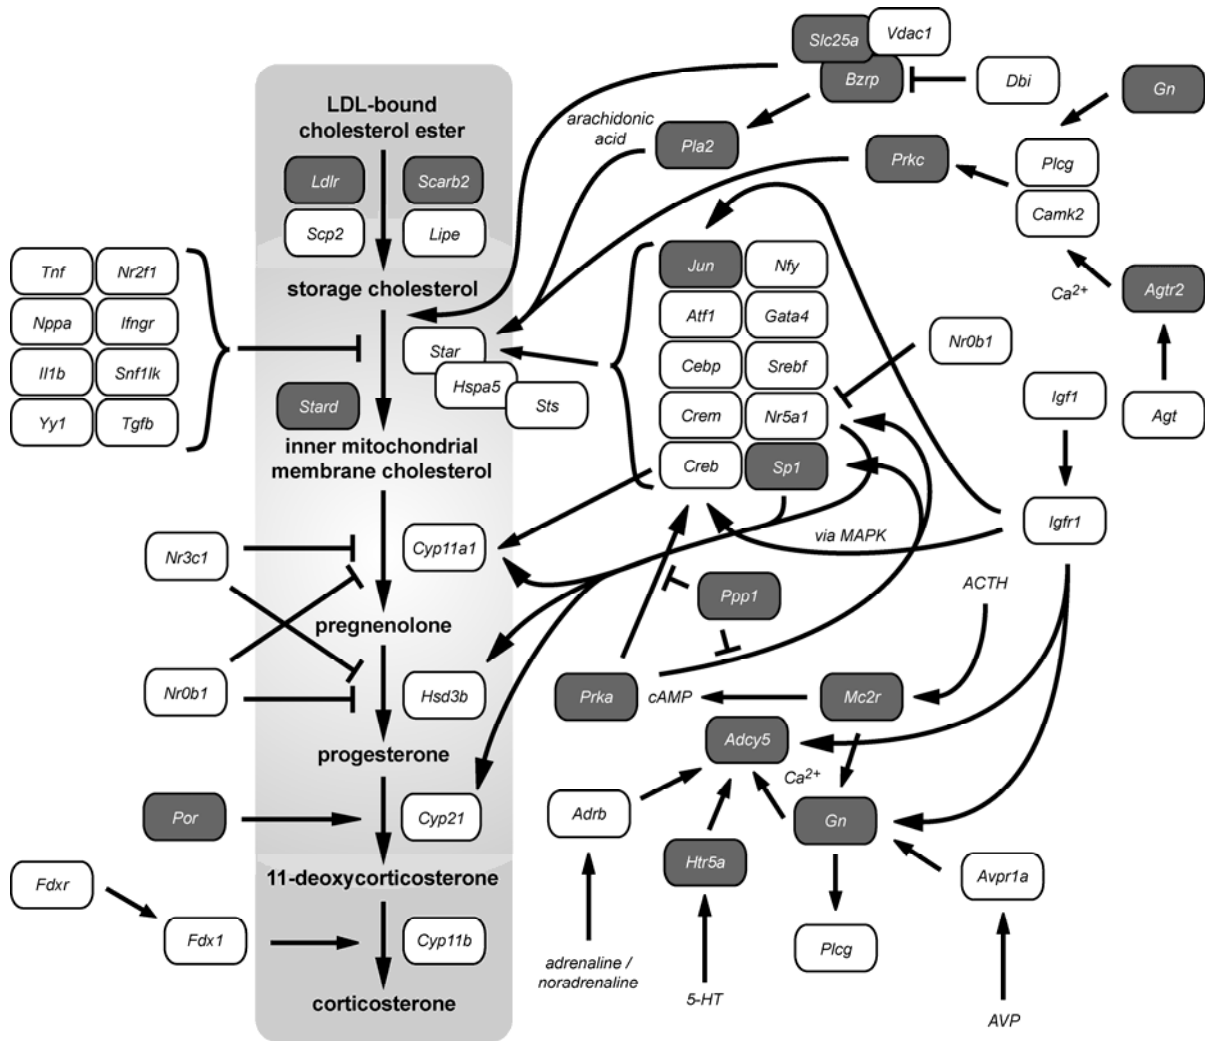 Slc25a
Vdac1
Bzrp
Dbi
Gn
LDL-bound
cholesterol ester
arachidonic
acid
Pla2
Prkc
Plcg
Camk2
Ldlr
Scarb2
Scp2
Lipe
Tnf
Nr2f1
Nppa
Ifngr
Il1b
Snf1lk
Yy1
Tgfb
storage cholesterol
Star
Hspa5
Sts
Stard
Jun
Nfy
Atf1
Gata4
Cebp
Srebf
Crem
Nr5a1
Creb
Sp1
Ca2+
Agtr2
Nr0b1
Igf1
Agt
inner mitochondrial
membrane cholesterol
Igfr1
via MAPK
Nr3c1
Cyp11a1
Ppp1
ACTH
pregnenolone
Nr0b1
Hsd3b
Prka
cAMP
Mc2r
Adcy5
progesterone
Ca2+
Por
Cyp21
Adrb
Gn
Htr5a
11-deoxycorticosterone
Fdxr
Avpr1a
Fdx1
Cyp11b
Plcg
adrenaline /
noradrenaline
corticosterone
5-HT
AVP